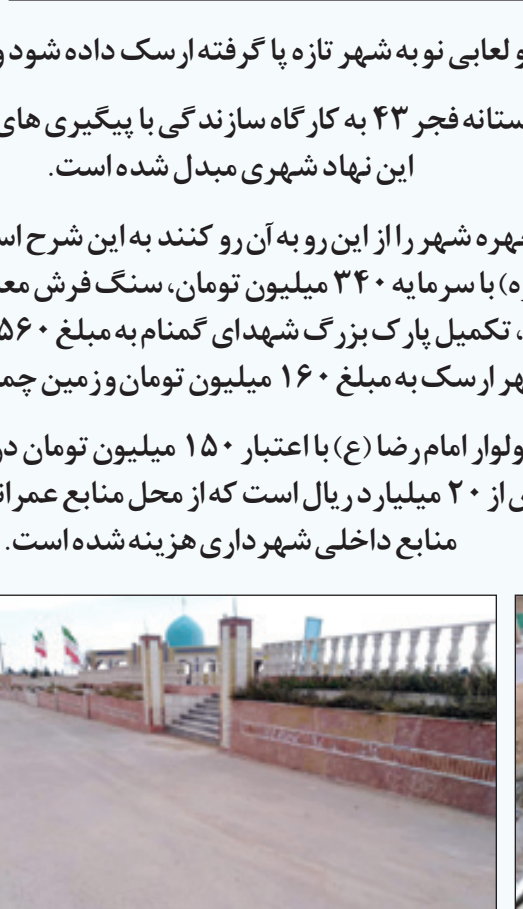 و لعابی نو به شهر تازه پا گرفته ارسک داده شود و
ستانه فجر ۴۳ به کارگاه سازندگی با پیگیری های
این نهاد شهری مبدل شده است.
هره شهر را از این رو به آن رو کنند به این شرح اس
ره) با سرمایه ۳۴۰ میلیون تومان، سنگ فرش مع
، تکمیل پارک بزرگ شهدای گمنام به مبلغ ۵۶۰
هر ارسک به مبلغ ۱۶۰ میلیون تومان و زمین چم
ولوار امام رضا (ع) با اعتبار ۱۵۰ میلیون تومان در
ی از ۲۰ میلیارد ریال است که از محل منابع عمرا
منابع داخلی شهرداری هزینه شده است.